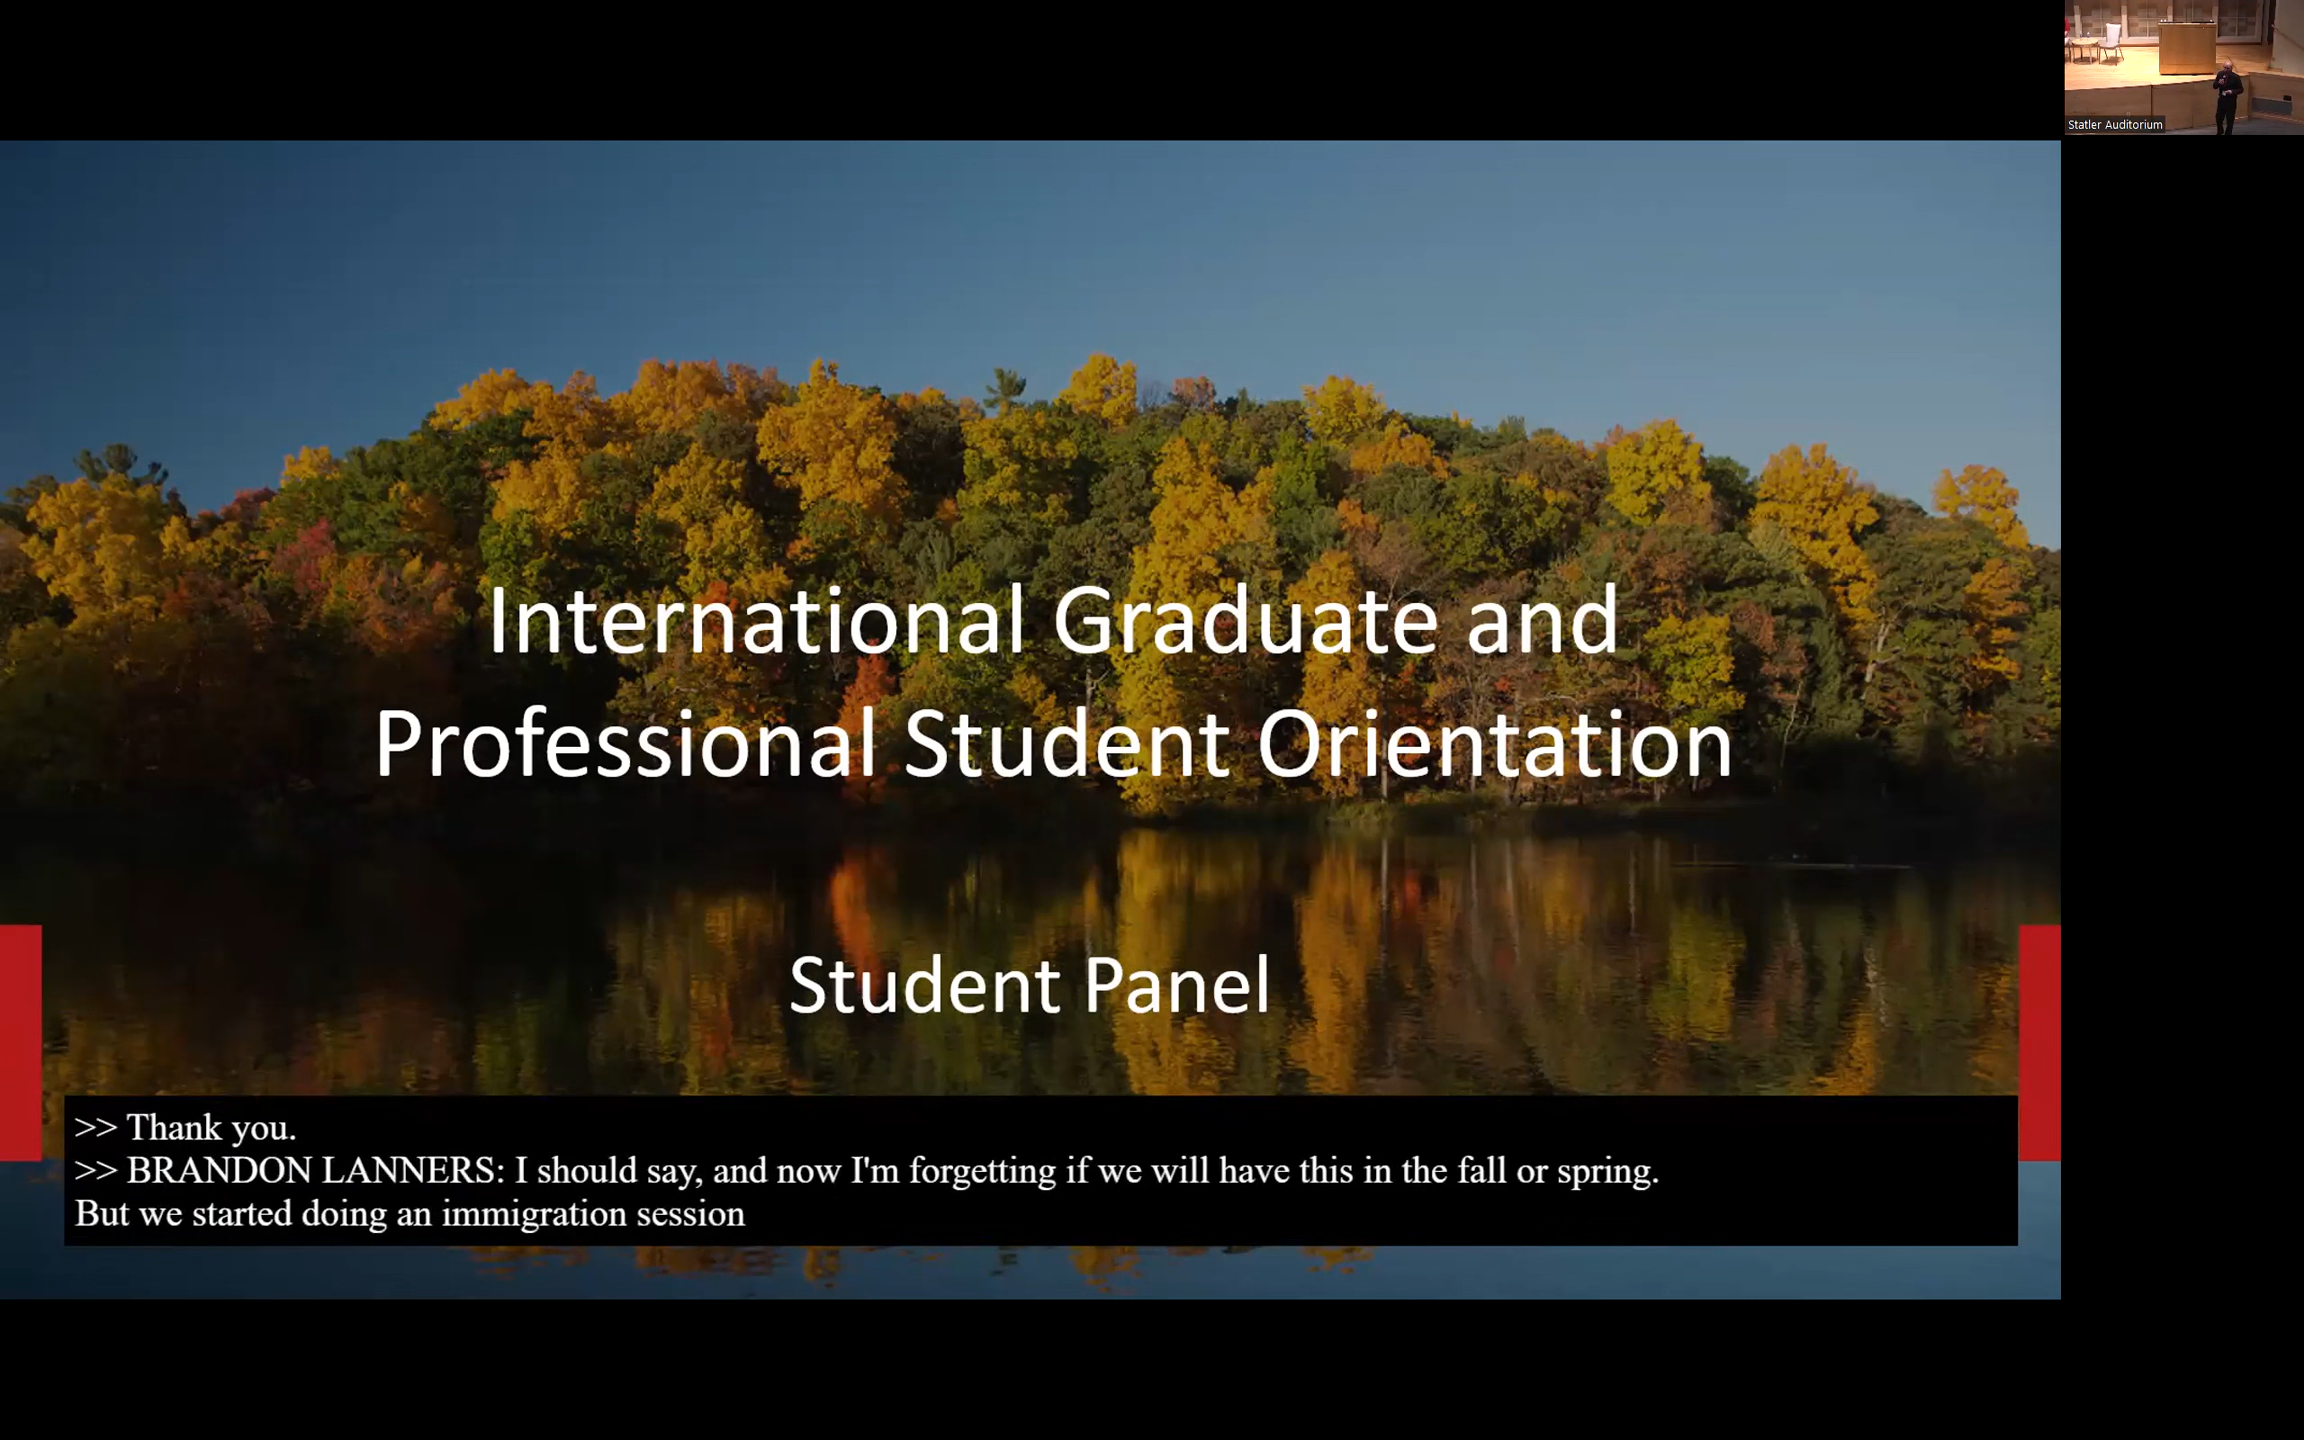 Statler Auditorium
International Graduate and
Professional Student Orientation
Student Panel
>> Thank you.
>> BRANDON LANNERS: I should say, and now I'm forgetting if we will have this in the fall or spring.
But we started doing an immigration session